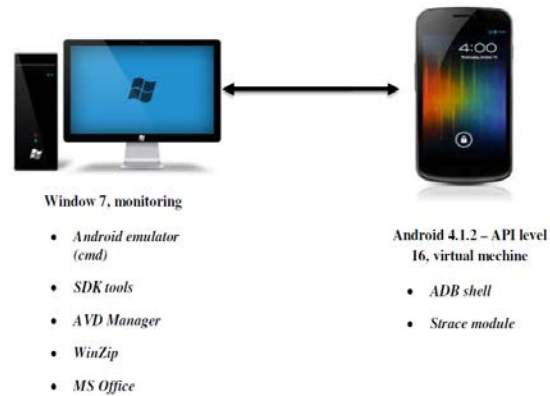 4:00
Window 7, monitoring
• Android emulator
(cmd)
• SDK tools
• AVD Manager
• WinZip
• MS Office
Android 4.1.2 – API level
16, virtual mechine
• ADB shell
• Strace module